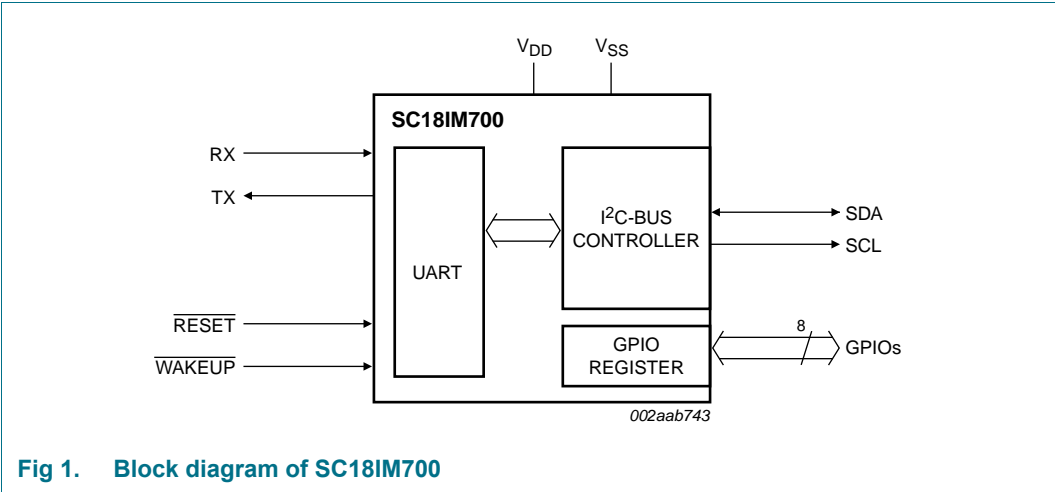 VDD VSS
SC18IM700
RX
TX
RESET
WAKEUP
UART
I2C-BUS
CONTROLLER
SDA
SCL
GPIO
REGISTER
8
GPIOs
002aab743
Fig 1. Block diagram of SC18IM700